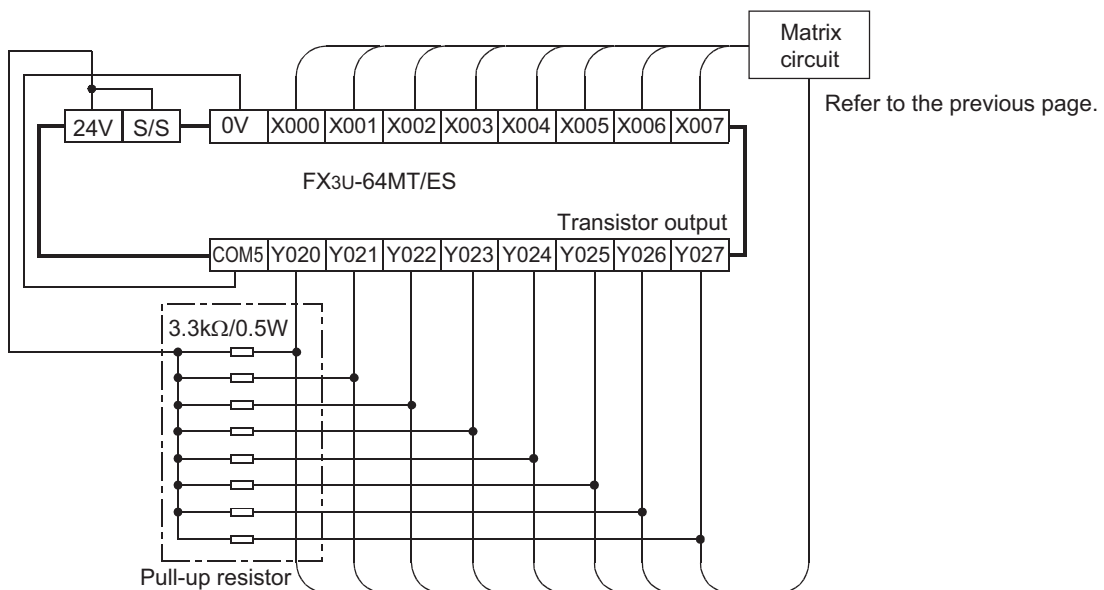 Matrix
circuit
Refer to the previous page.
24V S/S 0V X000 X001 X002 X003 X004 X005 X006 X007
FX3U-64MT/ES
Transistor output
COM5 Y020 Y021 Y022 Y023 Y024 Y025 Y026 Y027
3.3kΩ/0.5W
Pull-up resistor